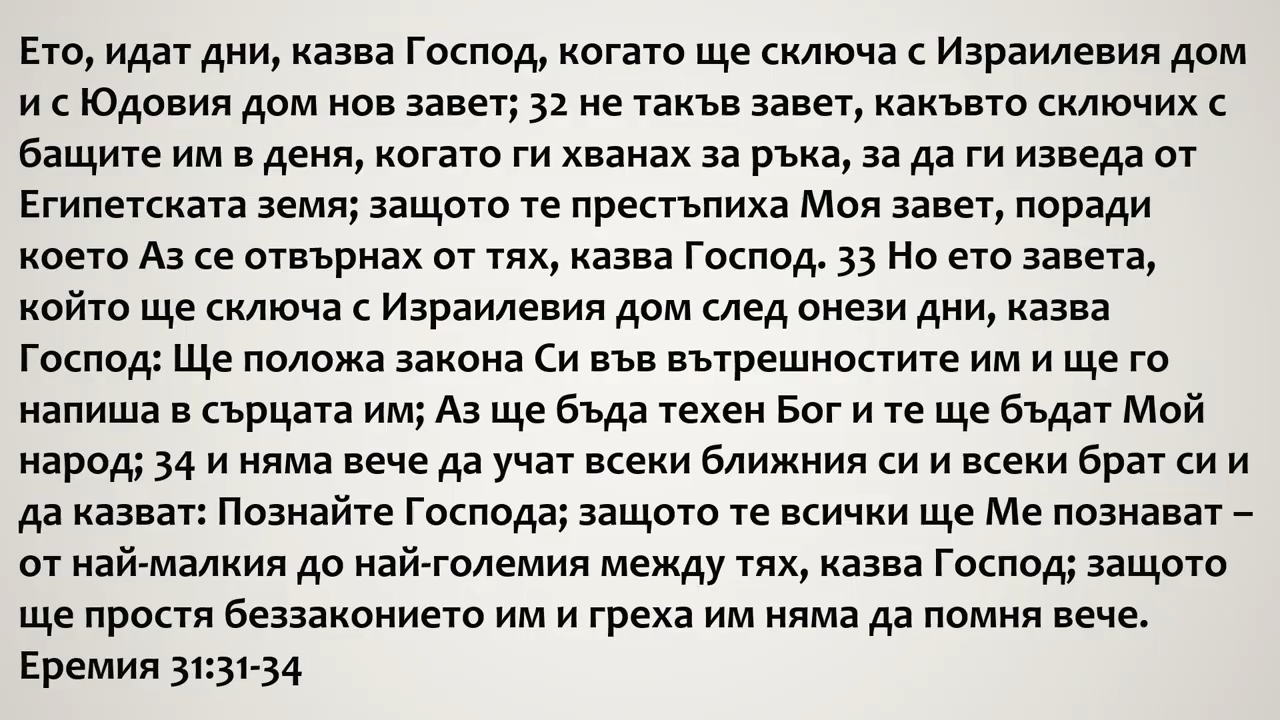 Ето, идат дни, казва Господ, когато ще сключа с Израилевия дом
и с Юдовия дом нов завет; 32 не такъв завет, какъвто сключих с
бащите им в деня, когато ги хванах за ръка, за да ги изведа от
Египетската земя; защото те престъпиха Моя завет, поради
което Аз се отвърнах от тях, казва Господ. 33 Но ето завета,
който ще сключа с Израилевия дом след онези дни, казва
Господ: Ще положа закона Си във вътрешностите им и ще го
напиша в сърцата им; Аз ще бъда техен Бог и те ще бъдат Мой
народ; 34 и няма вече да учат всеки ближния си и всеки брат си и
да казват: Познайте Господа; защото те всички ще Ме познават –
от най-малкия до най-големия между тях, казва Господ; защото
ще простя беззаконието им и греха им няма да помня вече.
Еремия 31:31-34